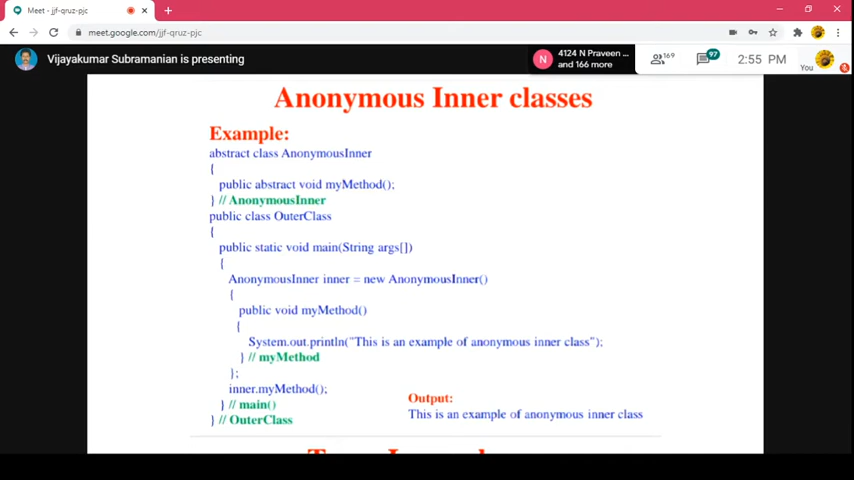 Meet - jjf-qruz-pjc
meet.google.com/jjf-qruz-pjc
Vijayakumar Subramanian is presenting
N
4124 N Praveen ...
and 166 more
169
97
2:55 PM
You
Anonymous Inner classes
Example:
abstract class AnonymousInner
{
public abstract void myMethod();
} // AnonymousInner
public class OuterClass
{
public static void main(String args[])
{
AnonymousInner inner = new AnonymousInner()
{
public void myMethod()
{
System.out.println("This is an example of anonymous inner class");
} // myMethod
};
inner.myMethod();
} // main()
} // OuterClass
Output:
This is an example of anonymous inner class